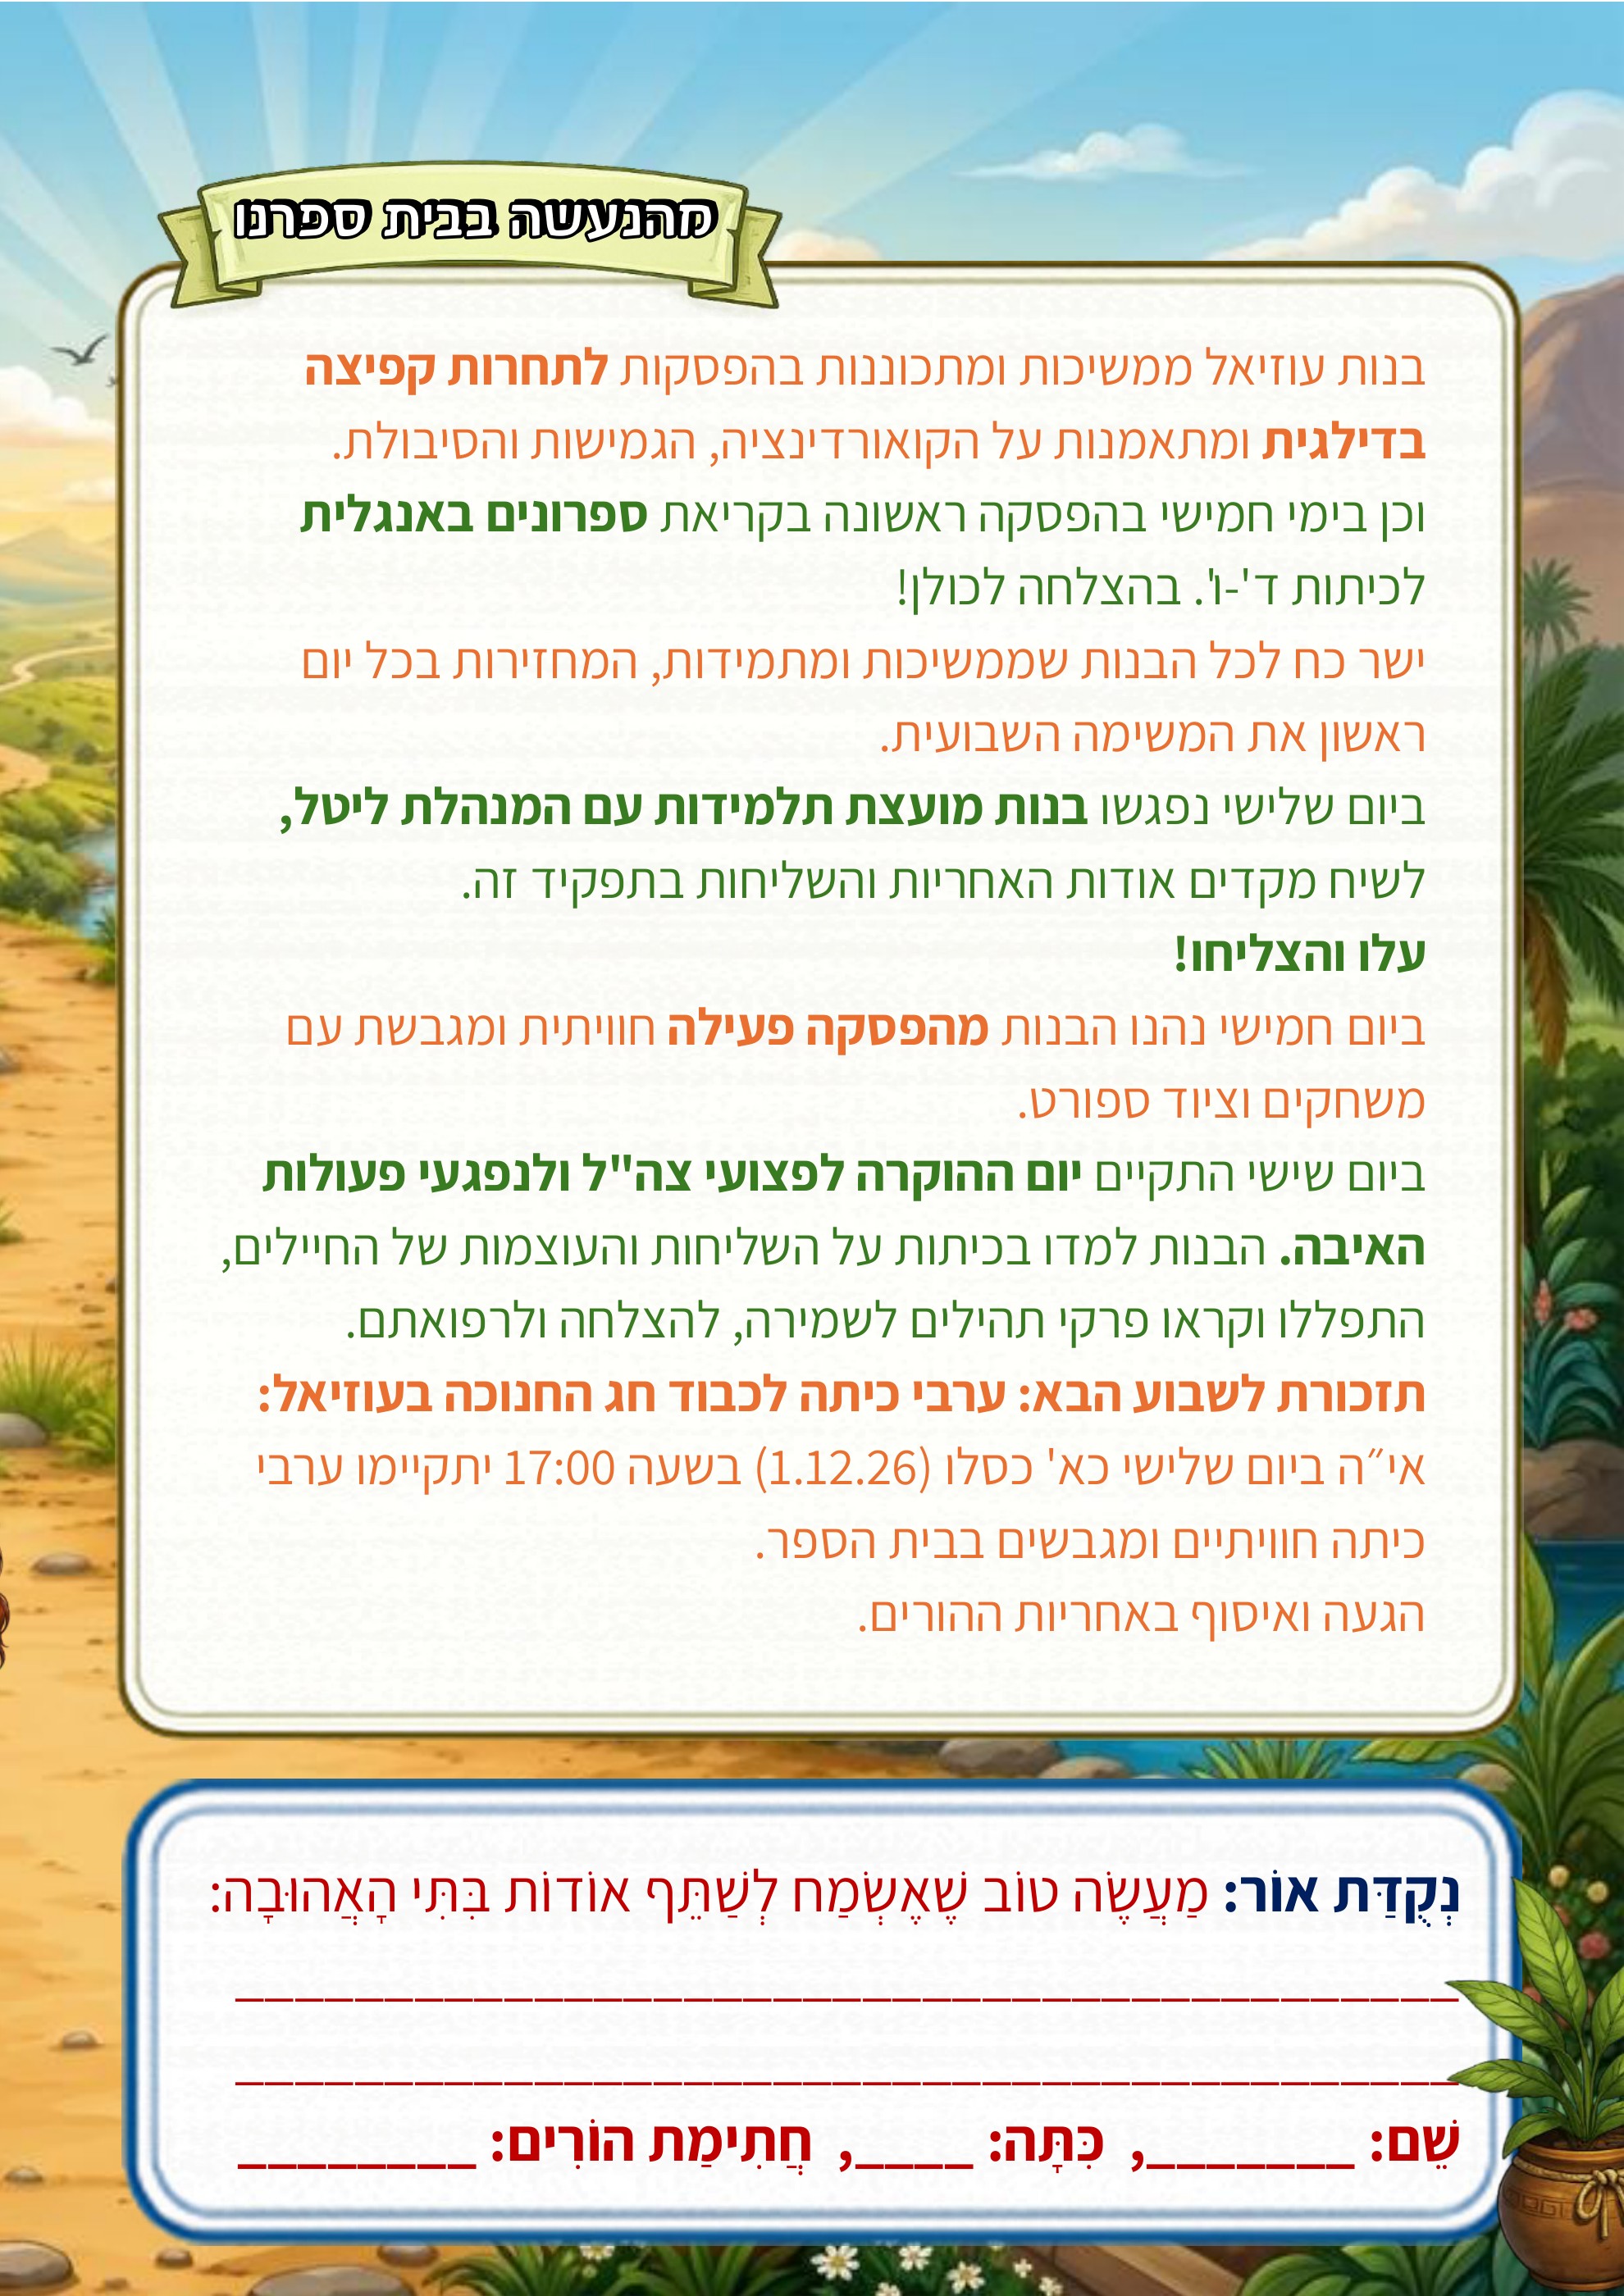 מהנעשה בבית ספרנו
בנות עוזיאל ממשיכות ומתכוננות בהפסקות לתחרות קפיצה
בדילגית ומתאמנות על הקואורדינציה, הגמישות והסיבולת.
וכן בימי חמישי בהפסקה ראשונה בקריאת ספרונים באנגלית
לכיתות ד'-ו'. בהצלחה לכולן!
ישר כח לכל הבנות שממשיכות ומתמידות, המחזירות בכל יום
ראשון את המשימה השבועית.
ביום שלישי נפגשו בנות מועצת תלמידות עם המנהלת ליטל,
לשיח מקדים אודות האחריות והשליחות בתפקיד זה.
עלו והצליחו!
ביום חמישי נהנו הבנות מהפסקה פעילה חוויתית ומגבשת עם
משחקים וציוד ספורט.
ביום שישי התקיים יום ההוקרה לפצועי צה"ל ולנפגעי פעולות
האיבה. הבנות למדו בכיתות על השליחות והעוצמות של החיילים,
התפללו וקראו פרקי תהילים לשמירה, להצלחה ולרפואתם.
תזכורת לשבוע הבא: ערבי כיתה לכבוד חג החנוכה בעוזיאל:
אי״ה ביום שלישי כא' כסלו (1.12.26) בשעה 17:00 יתקיימו ערבי
כיתה חוויתיים ומגבשים בבית הספר.
הגעה ואיסוף באחריות ההורים.
נְקֻדַּת אוֹר: מַעֲשֶׂה טוֹב שֶׁאֶשְׂמַח לְשַׁתֵּף אוֹדוֹת בִּתִּי הָאֲהוּבָה:
__________________________________________
__________________________________________
שֵׁם: _______, כִּתָּה: ____, חֲתִימַת הוֹרִים: ________